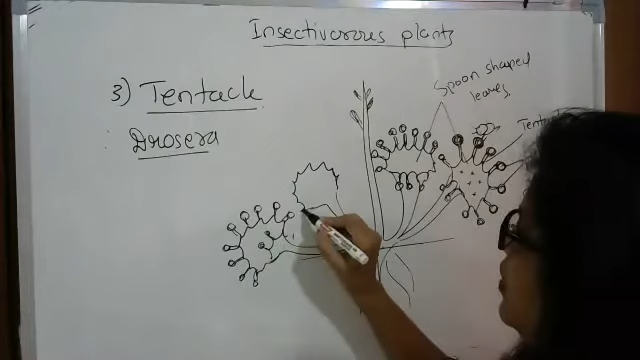 Insectivorous plants
3) Tentacle
Drosera
Spoon shaped
leaves